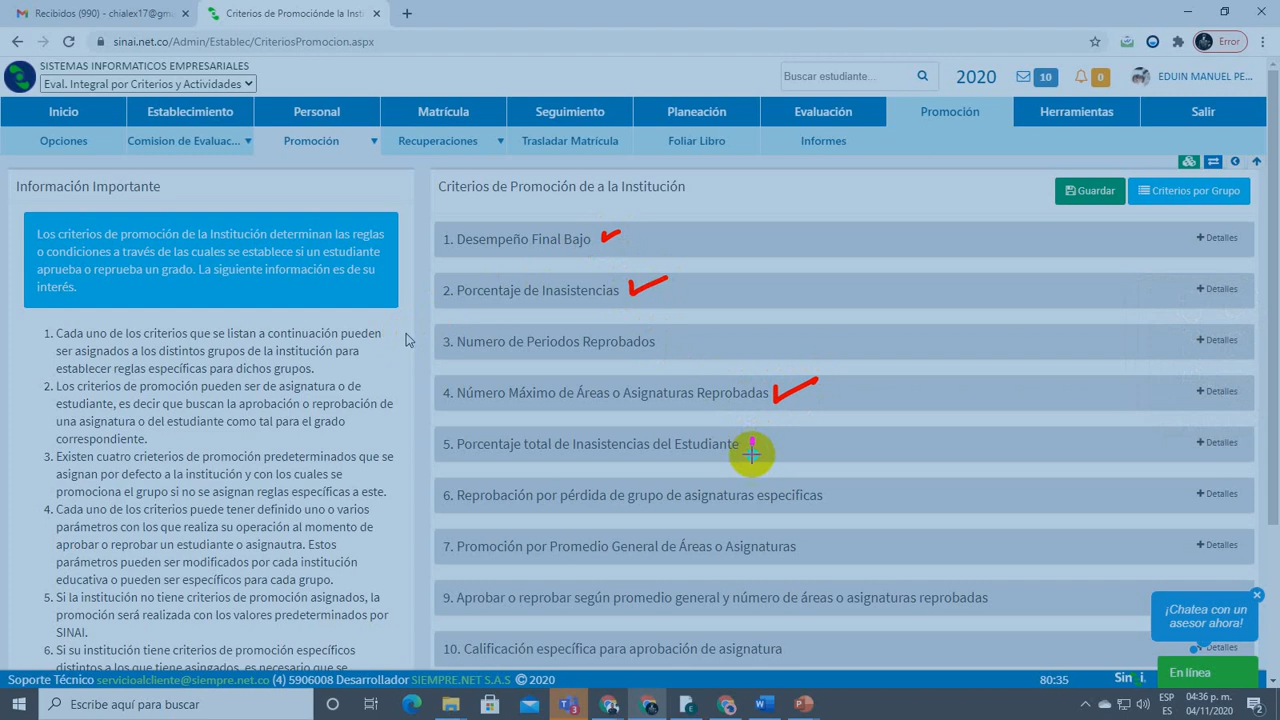 Recibidos (990) - chialex17@gm
Criterios de Promociónde la Insti
sinai.net.co/Admin/Establec/CriteriosPromocion.aspx
Error
SISTEMAS INFORMATICOS EMPRESARIALES
Eval. Integral por Criterios y Actividades
Buscar estudiante...
2020
10
0
EDUIN MANUEL PE...
Inicio
Establecimiento
Personal
Matrícula
Seguimiento
Planeación
Evaluación
Promoción
Herramientas
Salir
Opciones
Comision de Evaluac...
Promoción
Recuperaciones
Trasladar Matrícula
Foliar Libro
Informes
Información Importante
Los criterios de promoción de la Institución determinan las reglas
o condiciones a través de las cuales se establece si un estudiante
aprueba o reprueba un grado. La siguiente información es de su
interés.
1. Cada uno de los criterios que se listan a continuación pueden
ser asignados a los distintos grupos de la institución para
establecer reglas específicas para dichos grupos.
2. Los criterios de promoción pueden ser de asignatura o de
estudiante, es decir que buscan la aprobación o reprobación de
una asignatura o del estudiante como tal para el grado
correspondiente.
3. Existen cuatro crieterios de promoción predeterminados que se
asignan por defecto a la institución y con los cuales se
promociona el grupo si no se asignan reglas específicas a este.
4. Cada uno de los criterios puede tener definido uno o varios
parámetros con los que realiza su operación al momento de
aprobar o reprobar un estudiante o asignautra. Estos
parámetros pueden ser modificados por cada institución
educativa o pueden ser específicos para cada grupo.
5. Si la institución no tiene criterios de promoción asignados, la
promoción será realizada con los valores predeterminados por
SINAI.
6. Si su institución tiene criterios de promoción específicos
distintos a los que tiene asingados, es necesario que se
Criterios de Promoción de a la Institución
Guardar
Criterios por Grupo
1. Desempeño Final Bajo
Detalles
2. Porcentaje de Inasistencias
Detalles
3. Numero de Periodos Reprobados
Detalles
4. Número Máximo de Áreas o Asignaturas Reprobadas
Detalles
5. Porcentaje total de Inasistencias del Estudiante
Detalles
6. Reprobación por pérdida de grupo de asignaturas especificas
Detalles
7. Promoción por Promedio General de Áreas o Asignaturas
Detalles
9. Aprobar o reprobar según promedio general y número de áreas o asignaturas reprobadas
10. Calificación específica para aprobación de asignatura
Detalles
¡Chatea con un
asesor ahora!
En línea
Soporte Técnico servicioalcliente@siempre.net.co (4) 5906008 Desarrollador SIEMPRE.NET S.A.S © 2020
80:35
Escribe aquí para buscar
ESP
04:36 p. m.
04/11/2020
2